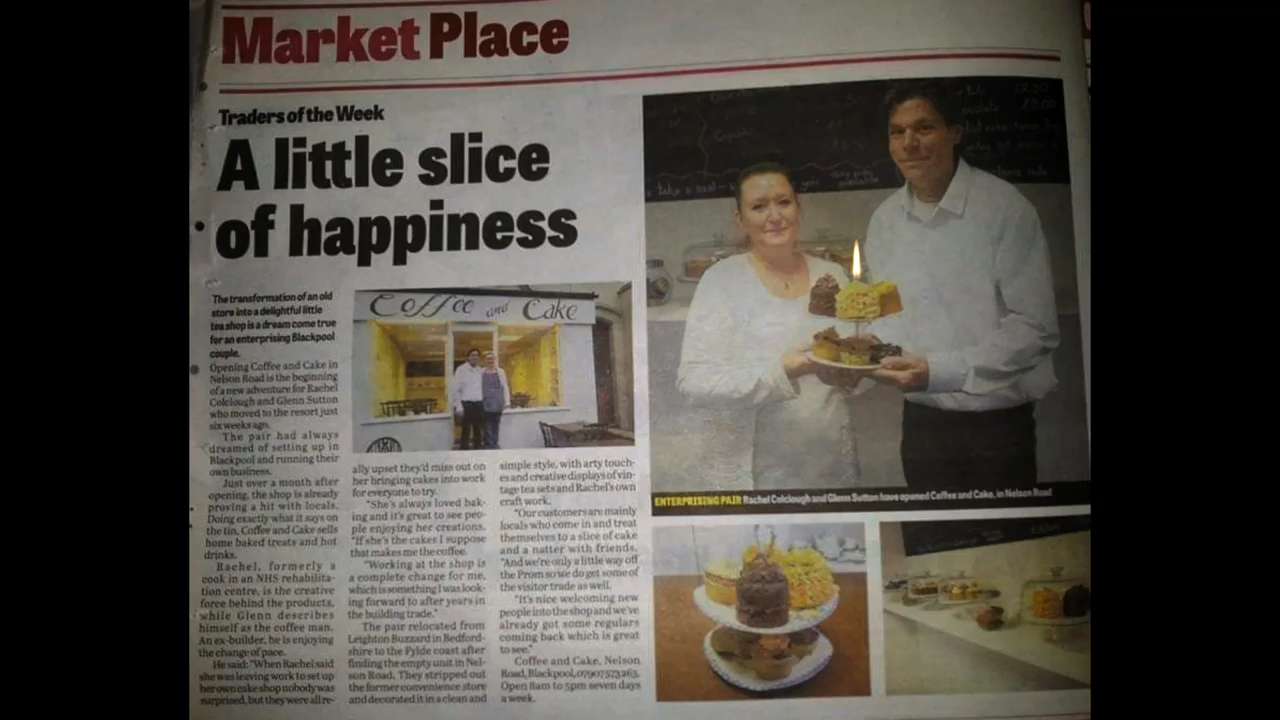 Market Place
Traders of the Week
A little slice
of happiness
The transformation of an old
store into a delightful little
tea shop is a dream come true
for an enterprising Blackpool
couple.
Opening Coffee and Cake in
Nelson Road is the beginning
of a new adventure for Rachel
Colclough and Glenn Sutton
who moved to the resort just
six weeks ago.
The pair had always
dreamed of setting up in
Blackpool and running their
own business.
Just over a month after
opening, the shop is already
proving a hit with locals.
Doing exactly what it says on
the tin, Coffee and Cake sells
home baked treats and hot
drinks.
Rachel, formerly a
cook in an NHS rehabilita-
tion centre, is the creative
force behind the products,
while Glenn describes
himself as the coffee man.
An ex-builder, he is enjoying
the change of pace.
He said: "When Rachel said
she was leaving work to set up
her own cake shop nobody was
surprised, but they were all re-
Coffee and Cake
ally upset they'd miss out on
her bringing cakes into work
for everyone to try.
"She's always loved bak-
ing and it's great to see peo-
ple enjoying her creations.
"If she's the cakes I suppose
that makes me the coffee.
"Working at the shop is
a complete change for me,
which is something I was look-
ing forward to after years in
the building trade."
The pair relocated from
Leighton Buzzard in Bedford-
shire to the Fylde coast after
finding the empty unit in Nel-
son Road. They stripped out
the former convenience store
and decorated it in a clean and
simple style, with arty touch-
es and creative displays of vin-
tage tea sets and Rachel's own
craft work.
"Our customers are mainly
locals who come in and treat
themselves to a slice of cake
and a natter with friends.
"And we're only a little way off
the Prom so we do get some of
the visitor trade as well.
"It's nice welcoming new
people into the shop and we've
already got some regulars
coming back which is great
to see."
Coffee and Cake, Nelson
Road, Blackpool, 07907573263.
Open 8am to 5pm seven days
a week.
ENTERPRISING PAIR Rachel Colclough and Glenn Sutton have opened Coffee and Cake, in Nelson Road